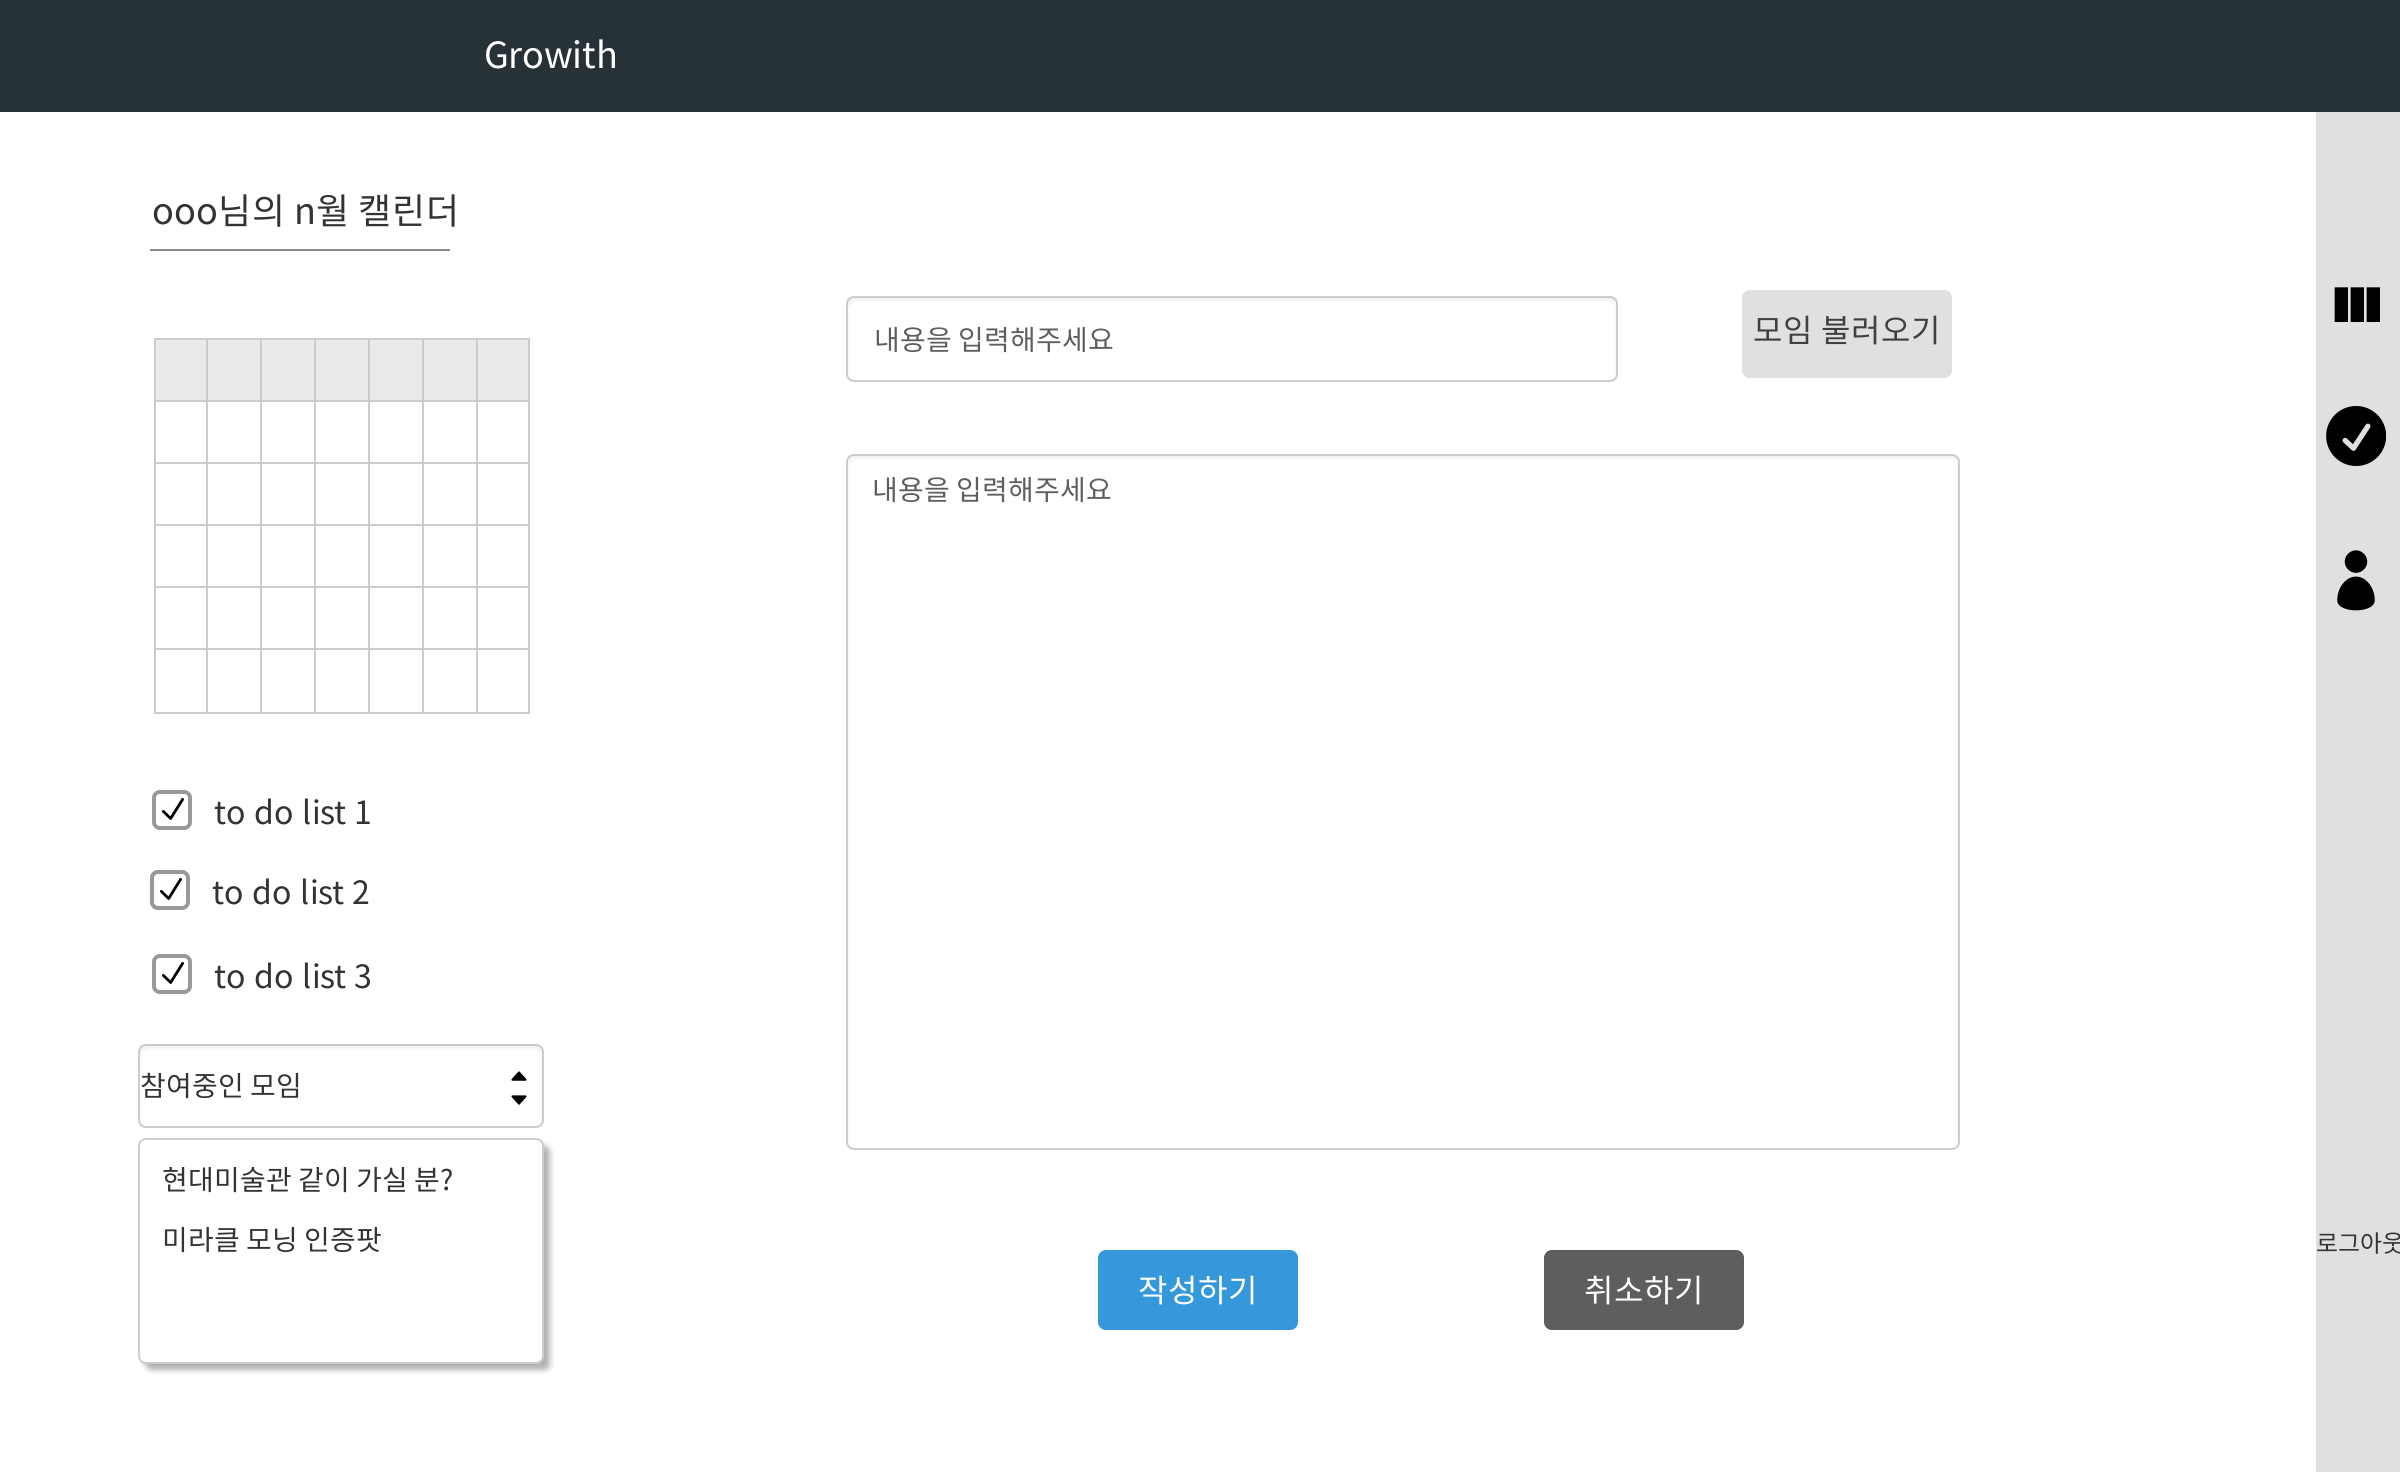 Growith
ooo님의 n월 캘린더
내용을 입력해주세요
모임 불러오기
내용을 입력해주세요
to do list 1
to do list 2
to do list 3
참여중인 모임
현대미술관 같이 가실 분?
미라클 모닝 인증팟
작성하기
취소하기
로그아웃